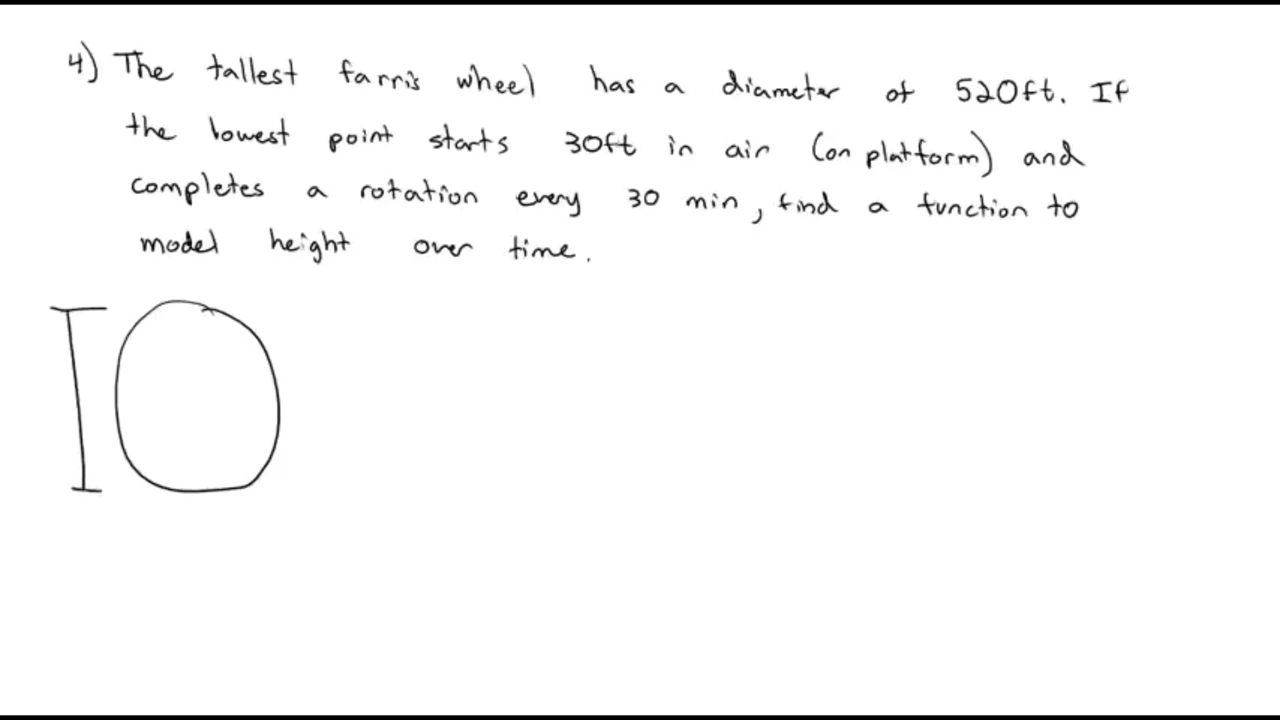 4) The tallest farris wheel has a diameter of 520ft. If
the lowest point starts 30ft in air (on platform) and
completes a rotation every 30 min, find a function to
model height over time.